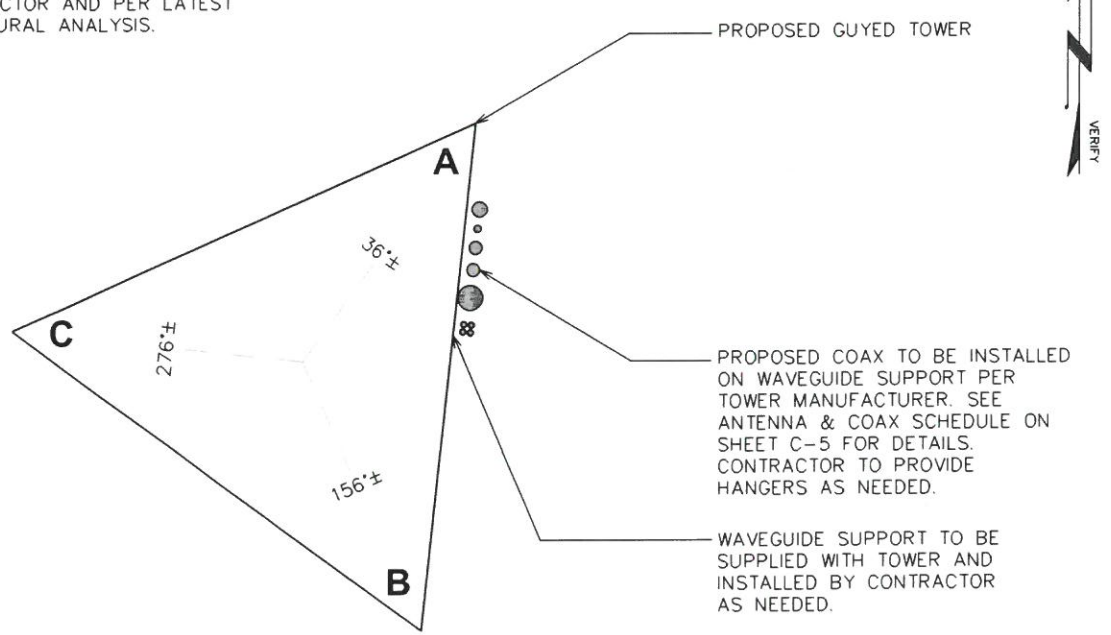 CTOR AND PER LATEST
URAL ANALYSIS.
PROPOSED GUYED TOWER
VERIFY
A
36°±
C
276°±
156°±
B
PROPOSED COAX TO BE INSTALLED
ON WAVEGUIDE SUPPORT PER
TOWER MANUFACTURER. SEE
ANTENNA & COAX SCHEDULE ON
SHEET C-5 FOR DETAILS.
CONTRACTOR TO PROVIDE
HANGERS AS NEEDED.
WAVEGUIDE SUPPORT TO BE
SUPPLIED WITH TOWER AND
INSTALLED BY CONTRACTOR
AS NEEDED.